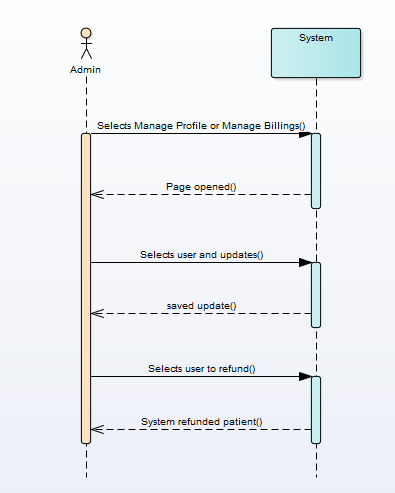 System
Admin
Selects Manage Profile or Manage Billings()
Page opened()
Selects user and updates()
saved update()
Selects user to refund()
System refunded patient()